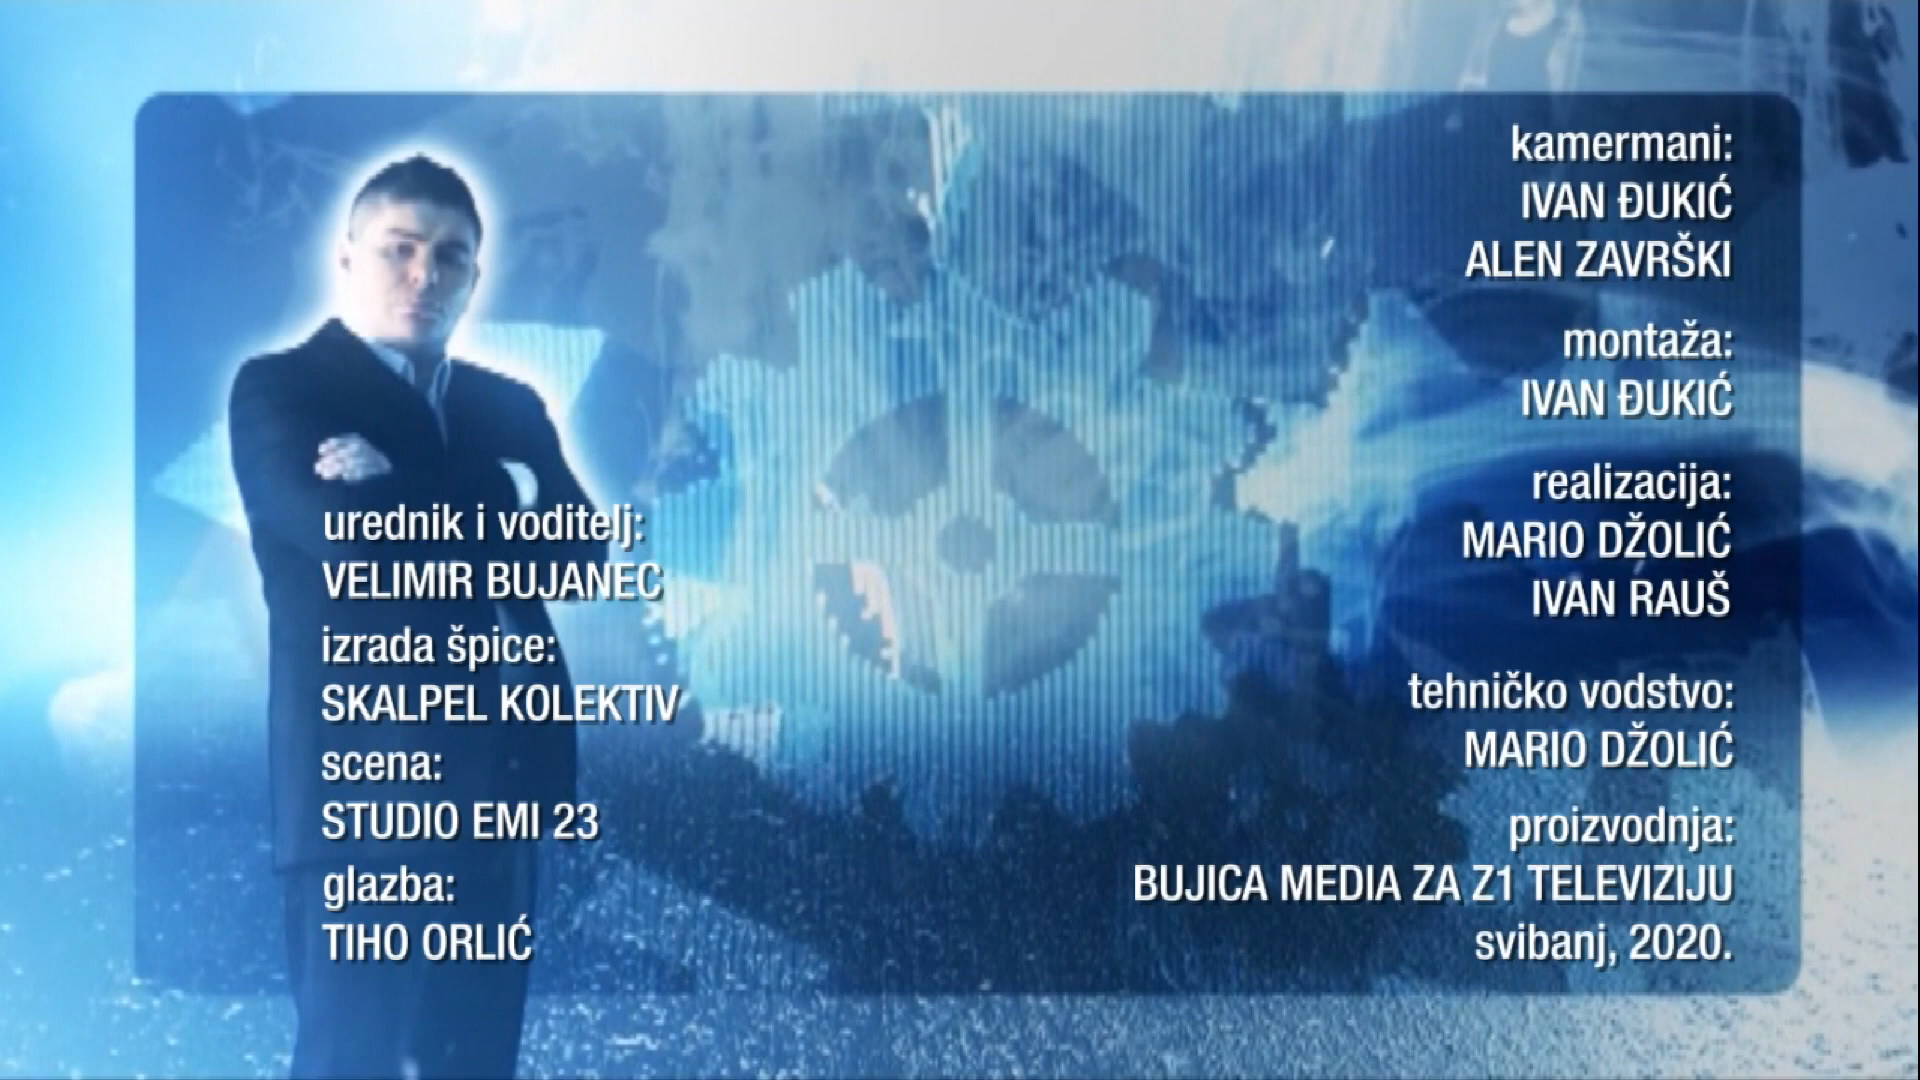 urednik i voditelj:
VELIMIR BUJANEC
izrada špice:
SKALPEL KOLEKTIV
scena:
STUDIO EMI 23
glazba:
TIHO ORLIĆ
kamermani:
IVAN ĐUKIĆ
ALEN ZAVRŠKI
montaža:
IVAN ĐUKIĆ
realizacija:
MARIO DŽOLIĆ
IVAN RAUŠ
tehničko vodstvo:
MARIO DŽOLIĆ
proizvodnja:
BUJICA MEDIA ZA Z1 TELEVIZIJU
svibanj, 2020.